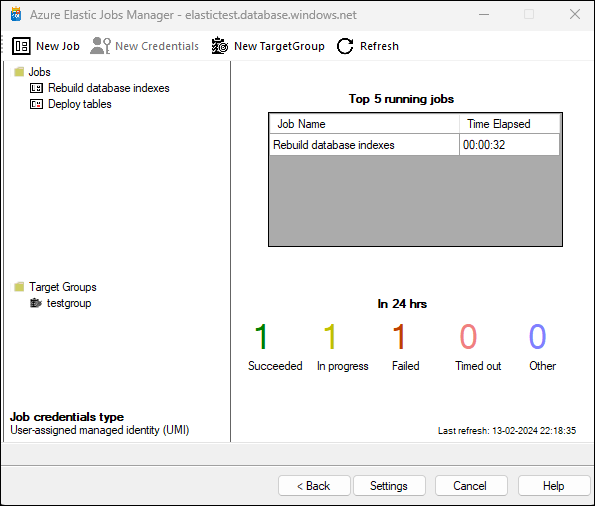 Azure Elastic Jobs Manager - elastictest.database.windows.net
New Job New Credentials New TargetGroup Refresh
Jobs
Rebuild database indexes
Deploy tables
Target Groups
testgroup
Job credentials type
User-assigned managed identity (UMI)
Top 5 running jobs
Job Name Time Elapsed
Rebuild database indexes 00:00:32
In 24 hrs
1 1 1 0 0
Succeeded In progress Failed Timed out Other
Last refresh: 13-02-2024 22:18:35
< Back Settings Cancel Help